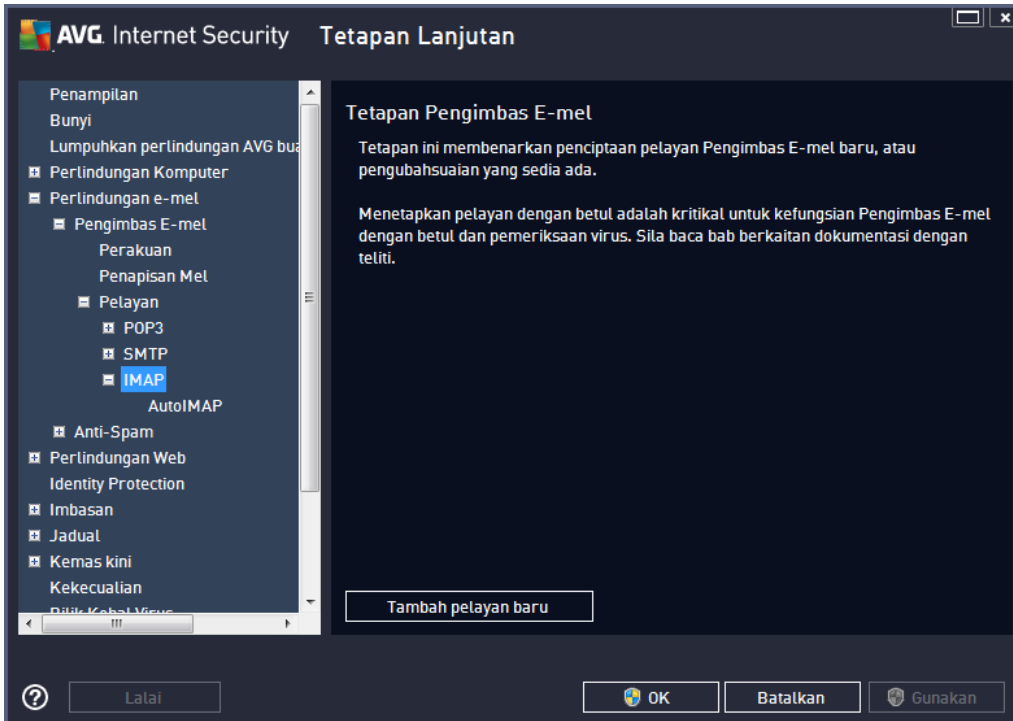 AVG. Internet Security Tetapan Lanjutan
Penampilan
Bunyi
Lumpuhkan perlindungan AVG bua
Perlindungan Komputer
Perlindungan e-mel
Pengimbas E-mel
Perakuan
Penapisan Mel
Pelayan
POP3
SMTP
IMAP
AutoIMAP
Anti-Spam
Perlindungan Web
Identity Protection
Imbasan
Jadual
Kemas kini
Kekecualian
Bilik Kebal Virus
Tetapan Pengimbas E-mel
Tetapan ini membenarkan penciptaan pelayan Pengimbas E-mel baru, atau
pengubahsuaian yang sedia ada.
Menetapkan pelayan dengan betul adalah kritikal untuk kefungsian Pengimbas E-mel
dengan betul dan pemeriksaan virus. Sila baca bab berkaitan dokumentasi dengan
teliti.
Tambah pelayan baru
Lalai
OK
Batalkan
Gunakan